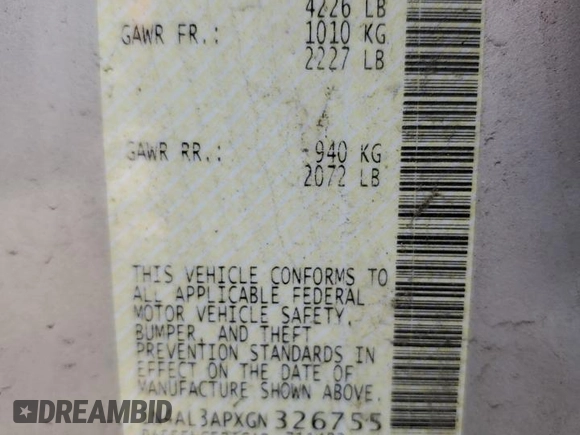 4226 LB
GAWR FR.: 1010 KG
2227 LB
GAWR RR.: 940 KG
2072 LB
THIS VEHICLE CONFORMS TO
ALL APPLICABLE FEDERAL
MOTOR VEHICLE SAFETY,
BUMPER, AND THEFT
PREVENTION STANDARDS IN
EFFECT ON THE DATE OF
MANUFACTURE SHOWN ABOVE.
AL3APXGN326755
DREAMBID